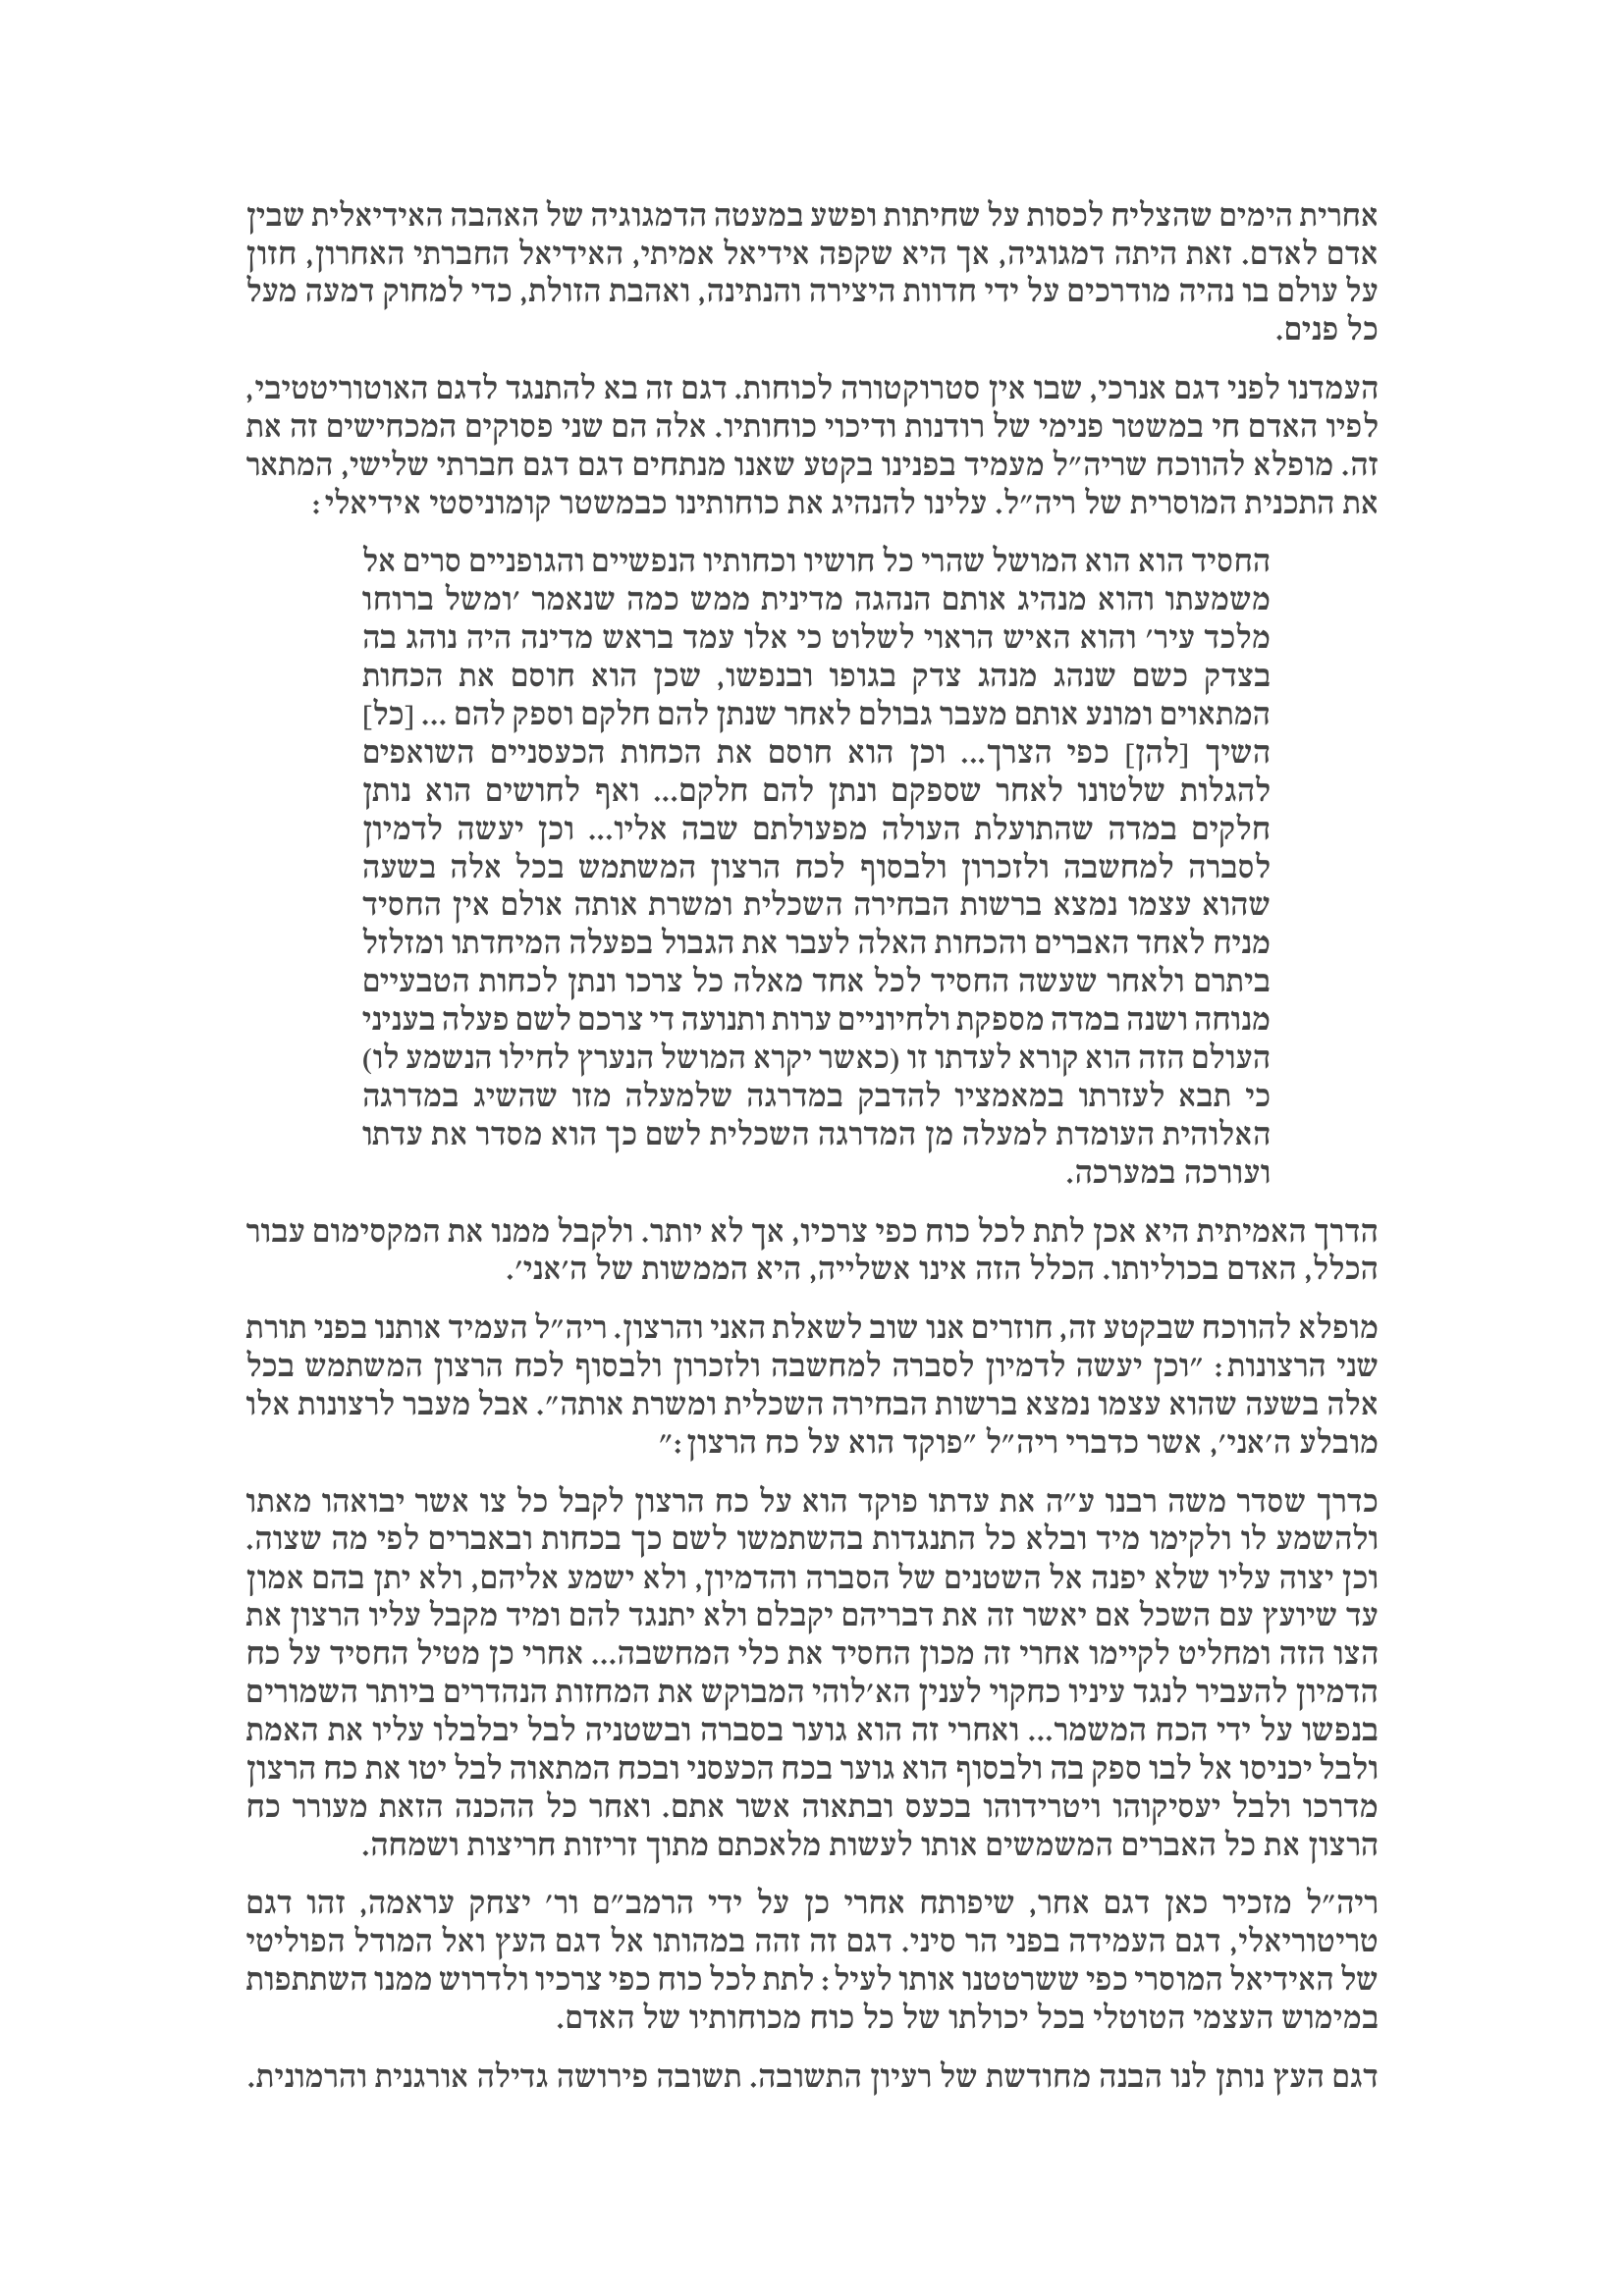 אחרית הימים שהצליח לכסות על שחיתות ופשע במעטה הדמגוגיה של האהבה האידיאלית שבין
אדם לאדם. זאת היתה דמגוגיה, אך היא שקפה אידיאל אמיתי, האידיאל החברתי האחרון, חזון
על עולם בו נהיה מודרכים על ידי חדוות היצירה והנתינה, ואהבת הזולת, כדי למחוק דמעה מעל
כל פנים.
העמדנו לפני דגם אנרכי, שבו אין סטרוקטורה לכוחות. דגם זה בא להתנגד לדגם האוטוריטטיבי,
לפיו האדם חי במשטר פנימי של רודנות ודיכוי כוחותיו. אלה הם שני פסוקים המכחישים זה את
זה. מופלא להווכח שריה״ל מעמיד בפנינו בקטע שאנו מנתחים דגם דגם חברתי שלישי, המתאר
את התכנית המוסרית של ריה״ל. עלינו להנהיג את כוחותינו כבמשטר קומוניסטי אידיאלי:
החסיד הוא הוא המושל שהרי כל חושיו וכחותיו הנפשיים והגופניים סרים אל
משמעתו והוא מנהיג אותם הנהגה מדינית ממש כמה שנאמר ׳ומשל ברוחו
מלכד עיר׳ והוא האיש הראוי לשלוט כי אלו עמד בראש מדינה היה נוהג בה
בצדק כשם שנהג מנהג צדק בגופו ובנפשו, שכן הוא חוסם את הכחות
המתאוים ומונע אותם מעבר גבולם לאחר שנתן להם חלקם וספק להם ... [כל]
השיך [להן] כפי הצרך... וכן הוא חוסם את הכחות הכעסניים השואפים
להגלות שלטונו לאחר שספקם ונתן להם חלקם... ואף לחושים הוא נותן
חלקים במדה שהתועלת העולה מפעולתם שבה אליו... וכן יעשה לדמיון
לסברה למחשבה ולזכרון ולבסוף לכח הרצון המשתמש בכל אלה בשעה
שהוא עצמו נמצא ברשות הבחירה השכלית ומשרת אותה אולם אין החסיד
מניח לאחד האברים והכחות האלה לעבר את הגבול בפעלה המיחדתו ומזלזל
ביתרם ולאחר שעשה החסיד לכל אחד מאלה כל צרכו ונתן לכחות הטבעיים
מנוחה ושנה במדה מספקת ולחיוניים ערות ותנועה די צרכם לשם פעלה בעניני
העולם הזה הוא קורא לעדתו זו (כאשר יקרא המושל הנערץ לחילו הנשמע לו)
כי תבא לעזרתו במאמציו להדבק במדרגה שלמעלה מזו שהשיג במדרגה
האלוהית העומדת למעלה מן המדרגה השכלית לשם כך הוא מסדר את עדתו
ועורכה במערכה.
הדרך האמיתית היא אכן לתת לכל כוח כפי צרכיו, אך לא יותר. ולקבל ממנו את המקסימום עבור
הכלל, האדם בכוליותו. הכלל הזה אינו אשלייה, היא הממשות של ה׳אני׳.
מופלא להווכח שבקטע זה, חוזרים אנו שוב לשאלת האני והרצון. ריה״ל העמיד אותנו בפני תורת
שני הרצונות: ״וכן יעשה לדמיון לסברה למחשבה ולזכרון ולבסוף לכח הרצון המשתמש בכל
אלה בשעה שהוא עצמו נמצא ברשות הבחירה השכלית ומשרת אותה״. אבל מעבר לרצונות אלו
מובלע ה׳אני׳, אשר כדברי ריה״ל ״פוקד הוא על כח הרצון:״
כדרך שסדר משה רבנו ע״ה את עדתו פוקד הוא על כח הרצון לקבל כל צו אשר יבואהו מאתו
ולהשמע לו ולקימו מיד ובלא כל התנגדות בהשתמשו לשם כך בכחות ובאברים לפי מה שצוה.
וכן יצוה עליו שלא יפנה אל השטנים של הסברה והדמיון, ולא ישמע אליהם, ולא יתן בהם אמון
עד שיועץ עם השכל אם יאשר זה את דבריהם יקבלם ולא יתנגד להם ומיד מקבל עליו הרצון את
הצו הזה ומחליט לקיימו אחרי זה מכון החסיד את כלי המחשבה... אחרי כן מטיל החסיד על כח
הדמיון להעביר לנגד עיניו כחקוי לענין הא׳לוהי המבוקש את המחזות הנהדרים ביותר השמורים
בנפשו על ידי הכח המשמר... ואחרי זה הוא גוער בסברה ובשטניה לבל יבלבלו עליו את האמת
ולבל יכניסו אל לבו ספק בה ולבסוף הוא גוער בכח הכעסני ובכח המתאוה לבל יטו את כח הרצון
מדרכו ולבל יעסיקוהו ויטרידוהו בכעס ובתאוה אשר אתם. ואחר כל ההכנה הזאת מעורר כח
הרצון את כל האברים המשמשים אותו לעשות מלאכתם מתוך זריזות חריצות ושמחה.
ריה״ל מזכיר כאן דגם אחר, שיפותח אחרי כן על ידי הרמב״ם ור׳ יצחק עראמה, זהו דגם
טריטוריאלי, דגם העמידה בפני הר סיני. דגם זה זהה במהותו אל דגם העץ ואל המודל הפוליטי
של האידיאל המוסרי כפי ששרטטנו אותו לעיל: לתת לכל כוח כפי צרכיו ולדרוש ממנו השתתפות
במימוש העצמי הטוטלי בכל יכולתו של כל כוח מכוחותיו של האדם.
דגם העץ נותן לנו הבנה מחודשת של רעיון התשובה. תשובה פירושה גדילה אורגנית והרמונית.